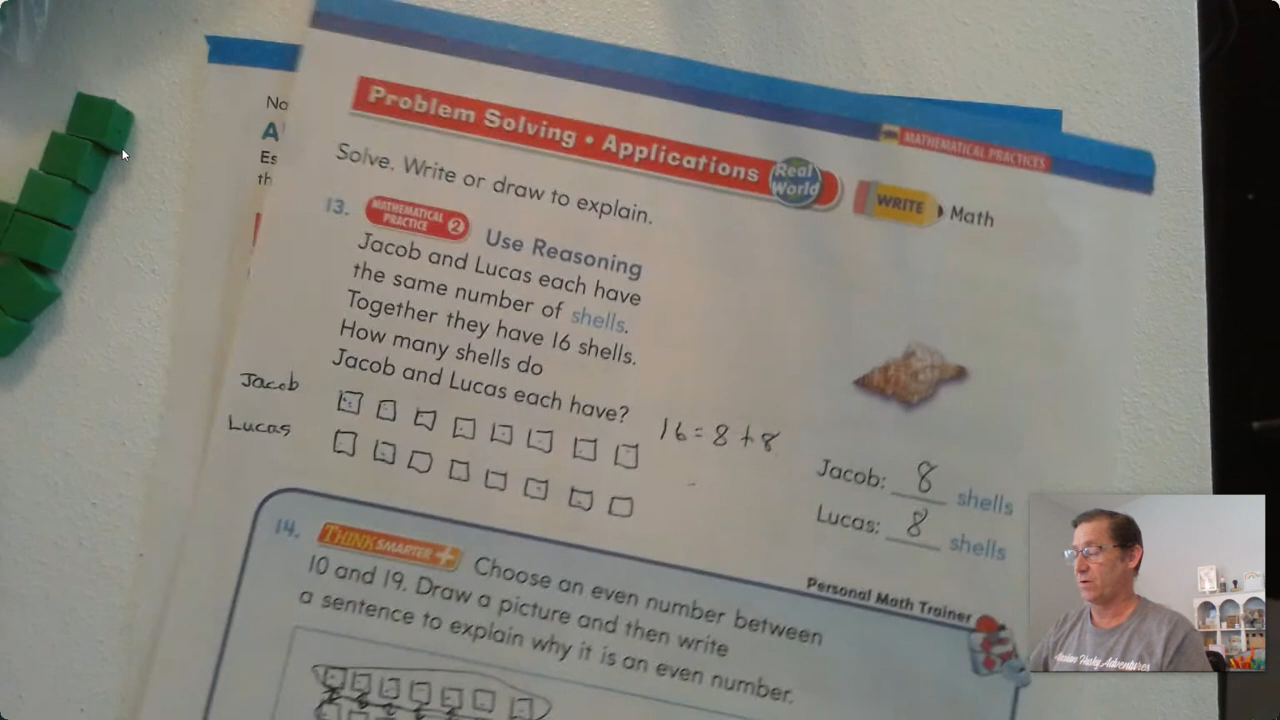 Problem Solving • Applications
Real World
MATHEMATICAL PRACTICES
WRITE Math
Solve. Write or draw to explain.
13. MATHEMATICAL PRACTICE 2 Use Reasoning
Jacob and Lucas each have
the same number of shells.
Together they have 16 shells.
How many shells do
Jacob and Lucas each have?
Jacob
Lucas
16 = 8 + 8
Jacob: 8 shells
Lucas: 8 shells
Personal Math Trainer
14. THINK SMARTER + Choose an even number between
10 and 19. Draw a picture and then write
a sentence to explain why it is an even number.
Na
A
Es
th
Husky Adventures